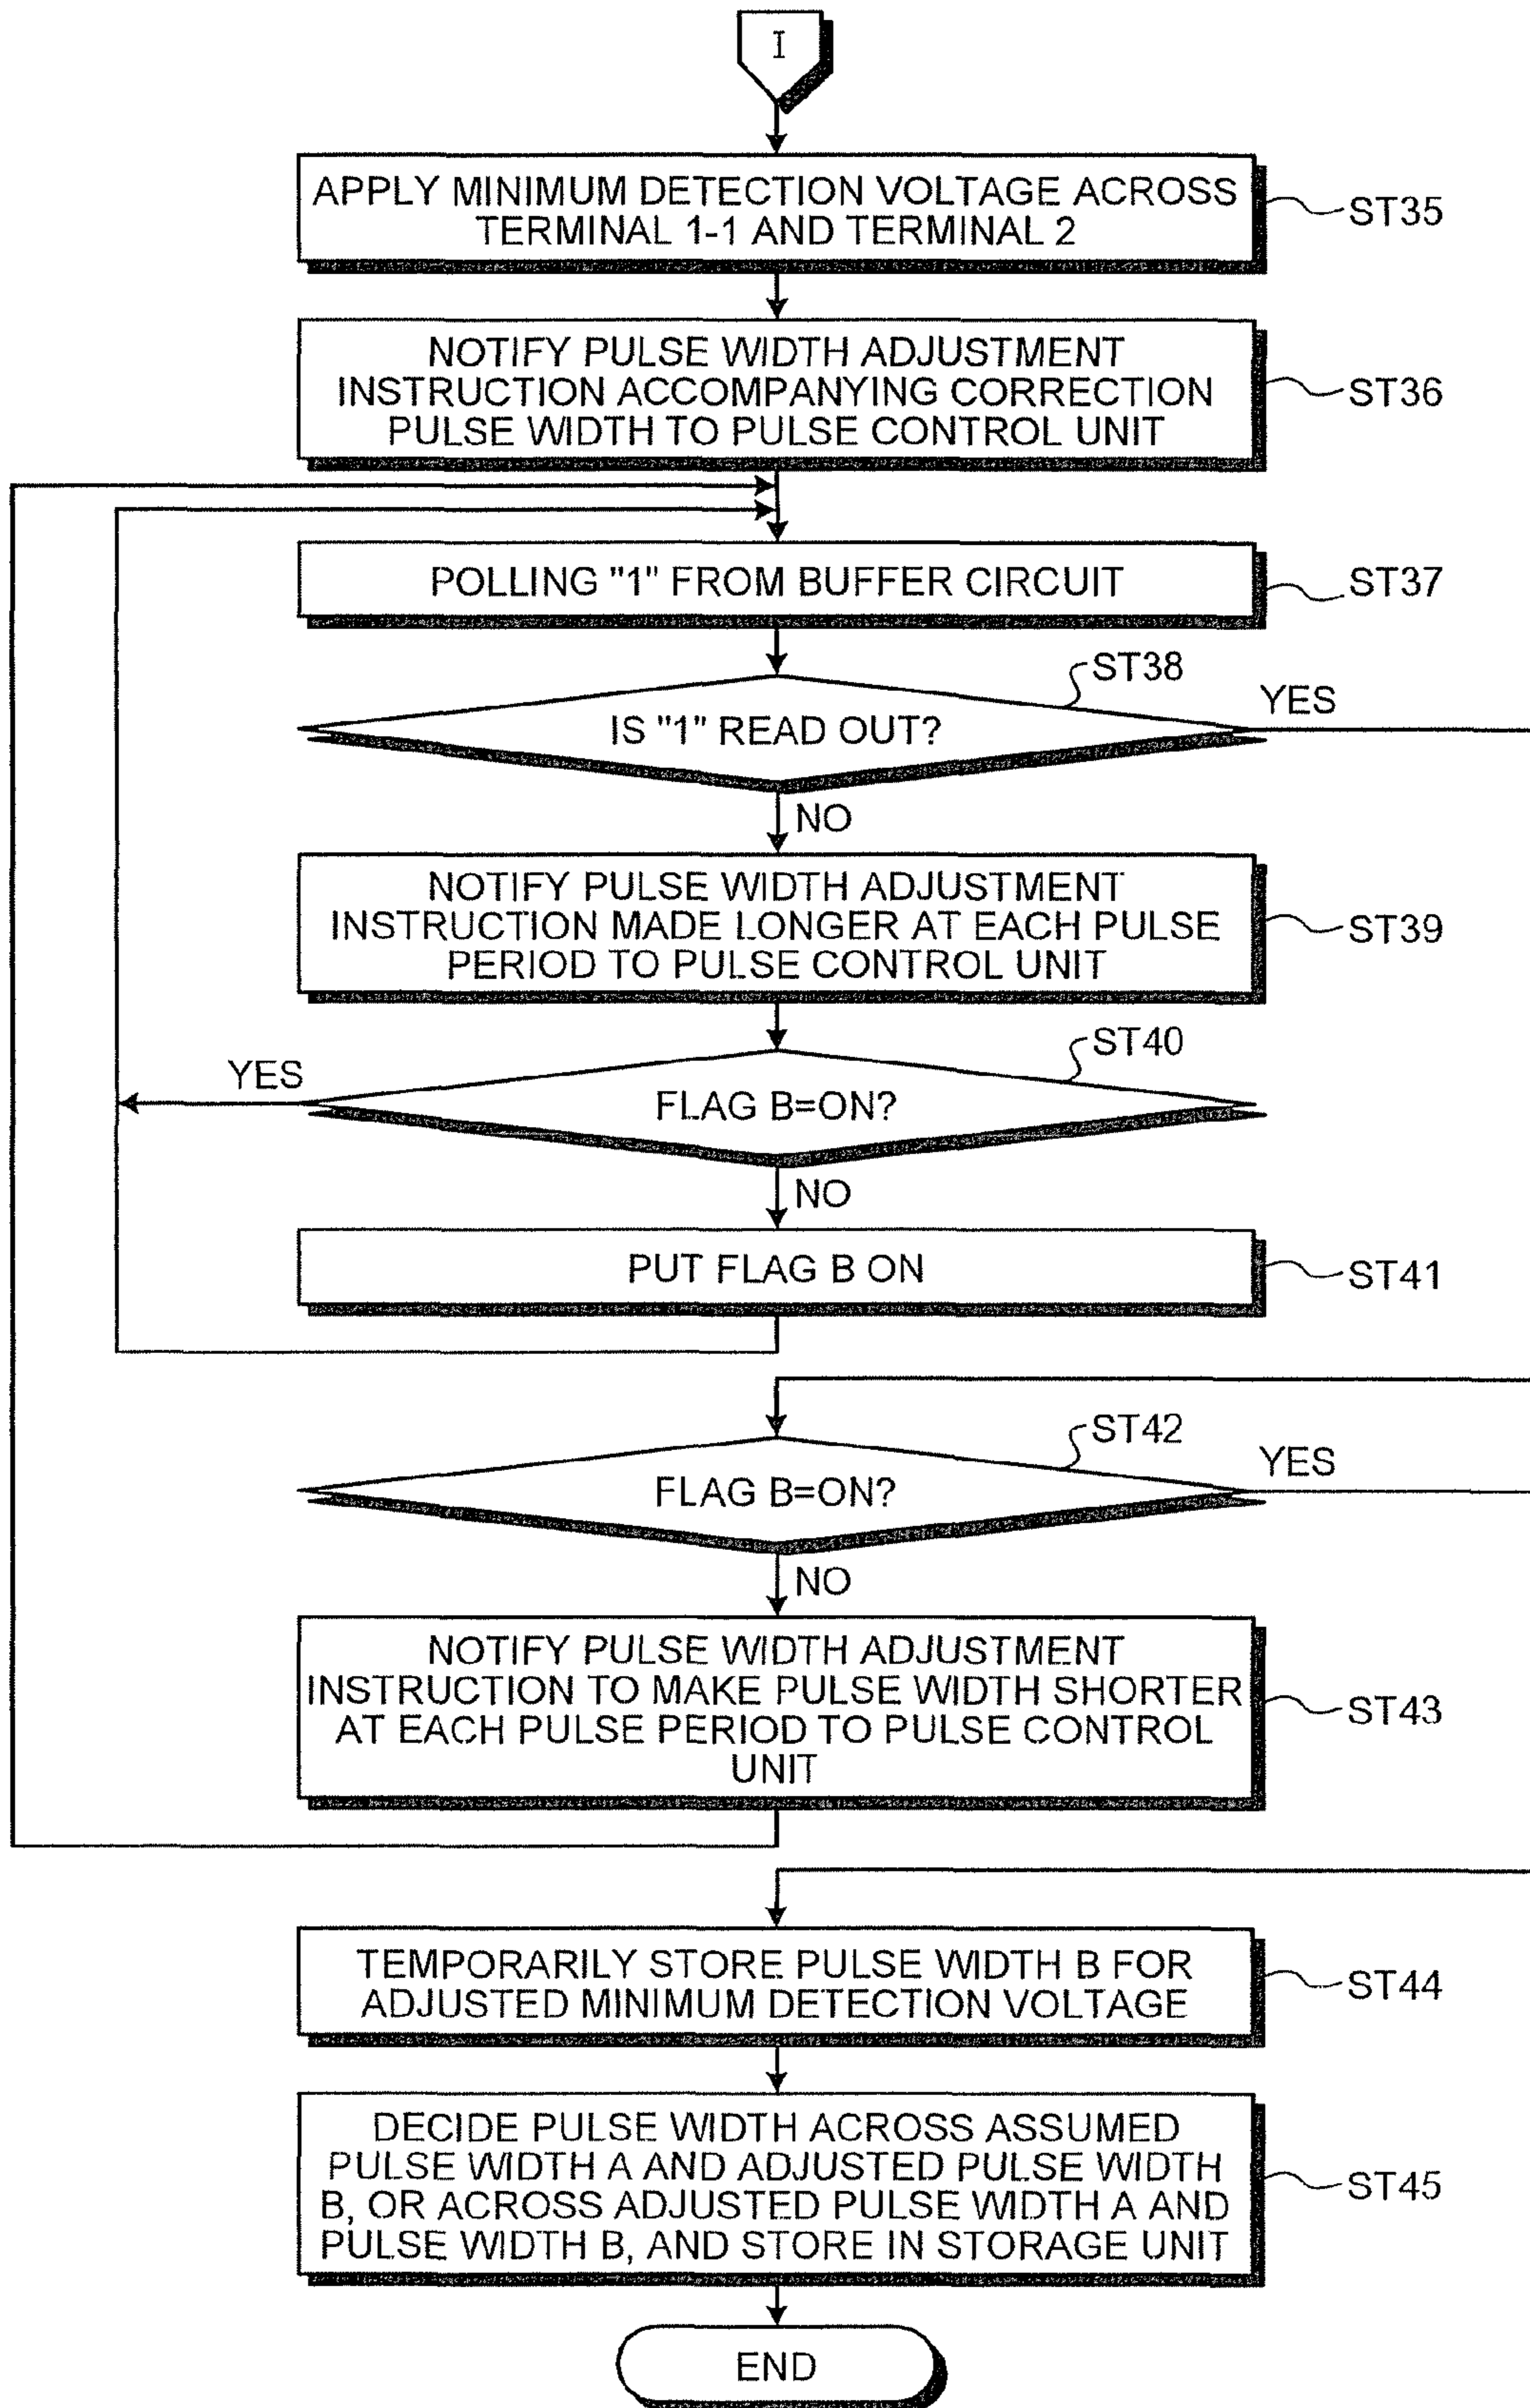 I
APPLY MINIMUM DETECTION VOLTAGE ACROSS
TERMINAL 1-1 AND TERMINAL 2
ST35
NOTIFY PULSE WIDTH ADJUSTMENT
INSTRUCTION ACCOMPANYING CORRECTION
PULSE WIDTH TO PULSE CONTROL UNIT
ST36
POLLING "1" FROM BUFFER CIRCUIT
ST37
ST38
IS "1" READ OUT?
YES
NO
NOTIFY PULSE WIDTH ADJUSTMENT
INSTRUCTION MADE LONGER AT EACH PULSE
PERIOD TO PULSE CONTROL UNIT
ST39
ST40
YES
FLAG B=ON?
NO
PUT FLAG B ON
ST41
ST42
FLAG B=ON?
YES
NO
NOTIFY PULSE WIDTH ADJUSTMENT
INSTRUCTION TO MAKE PULSE WIDTH SHORTER
AT EACH PULSE PERIOD TO PULSE CONTROL
UNIT
ST43
TEMPORARILY STORE PULSE WIDTH B FOR
ADJUSTED MINIMUM DETECTION VOLTAGE
ST44
DECIDE PULSE WIDTH ACROSS ASSUMED
PULSE WIDTH A AND ADJUSTED PULSE WIDTH
B, OR ACROSS ADJUSTED PULSE WIDTH A AND
PULSE WIDTH B, AND STORE IN STORAGE UNIT
ST45
END